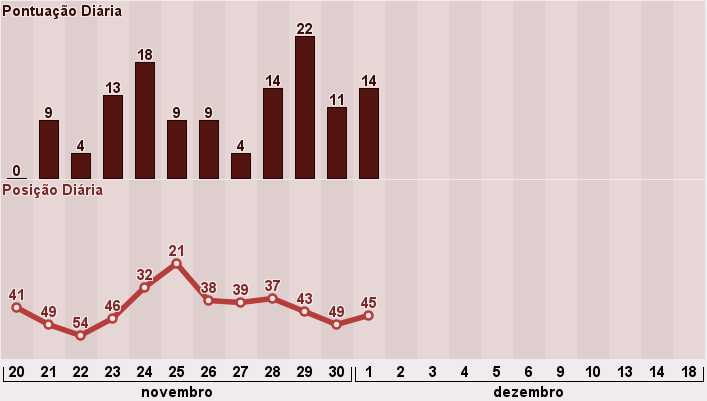 Pontuação Diária
0 9 4 13 18 9 9 4 14 22 11 14
Posição Diária
41 49 54 46 32 21 38 39 37 43 49 45
20 21 22 23 24 25 26 27 28 29 30 1 2 3 4 5 6 9 10 13 14 18
novembro dezembro